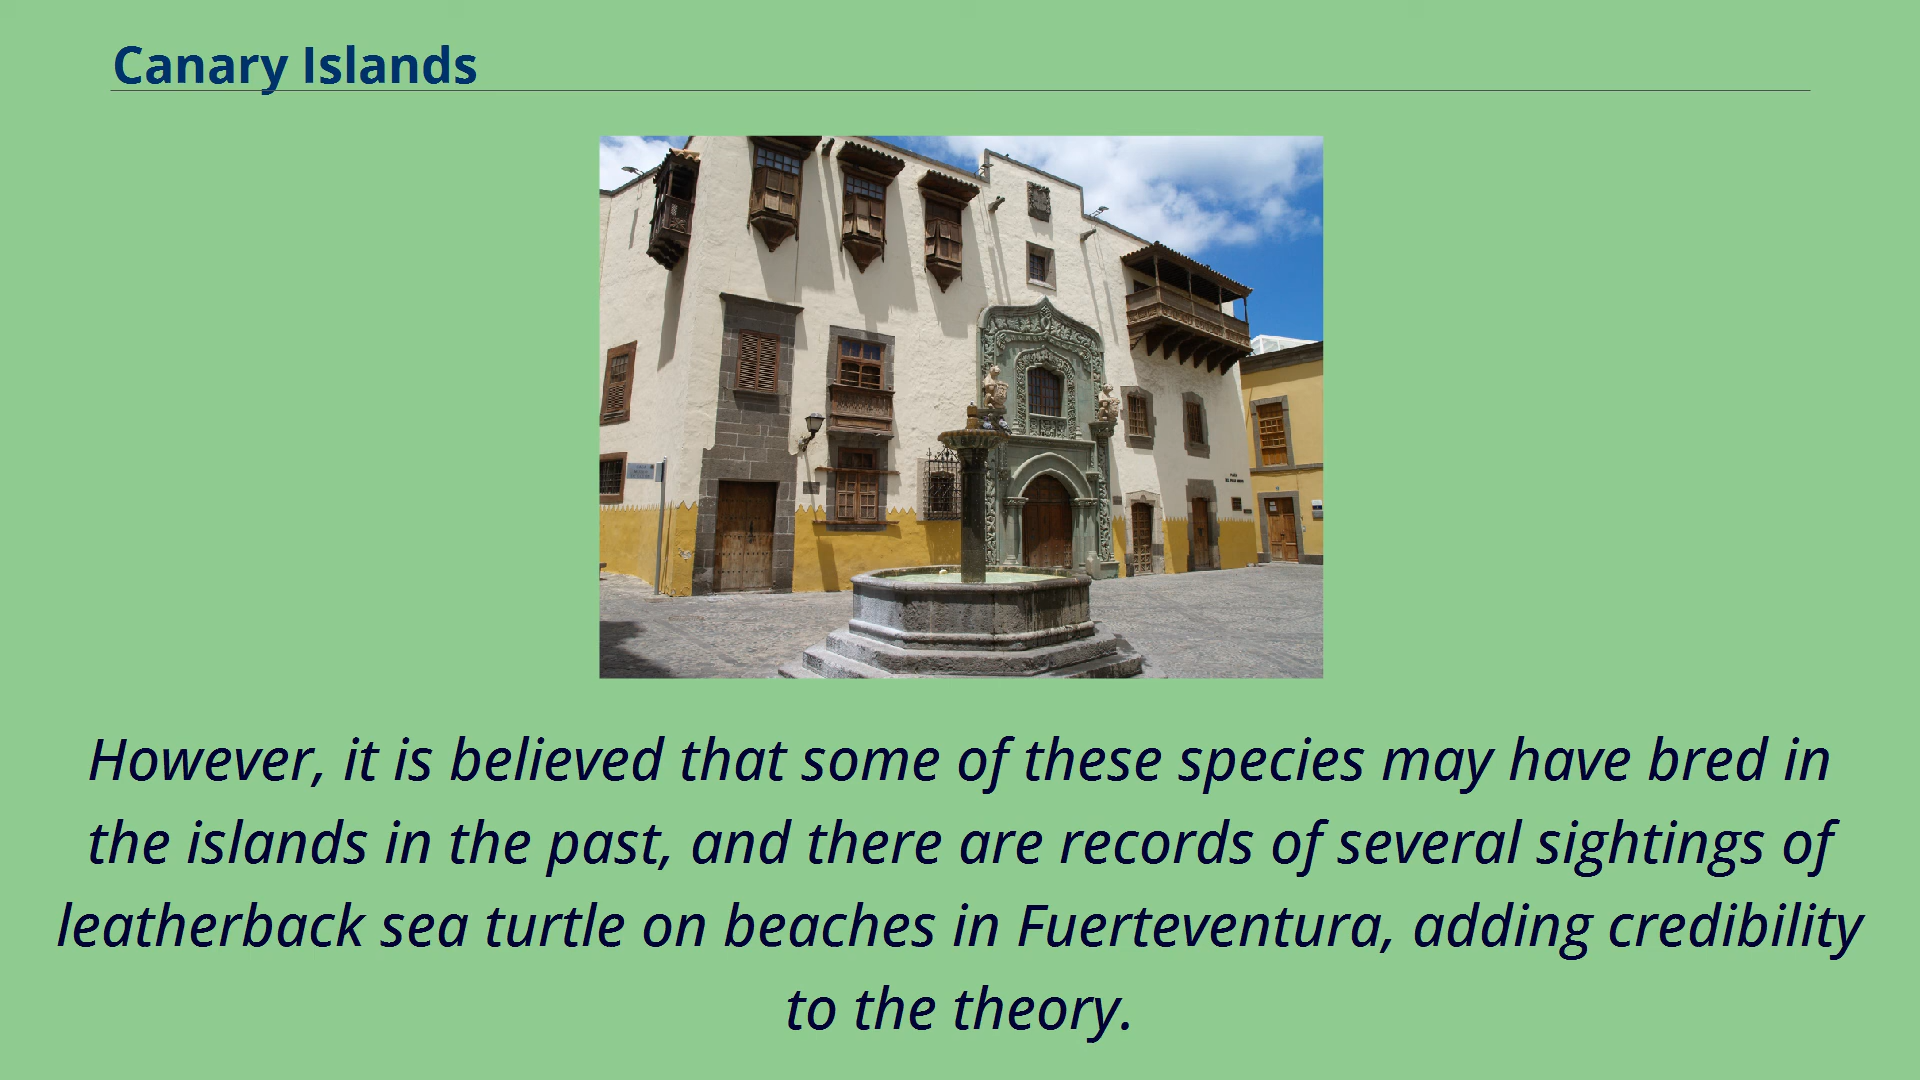 Canary Islands
However, it is believed that some of these species may have bred in
the islands in the past, and there are records of several sightings of
leatherback sea turtle on beaches in Fuerteventura, adding credibility
to the theory.